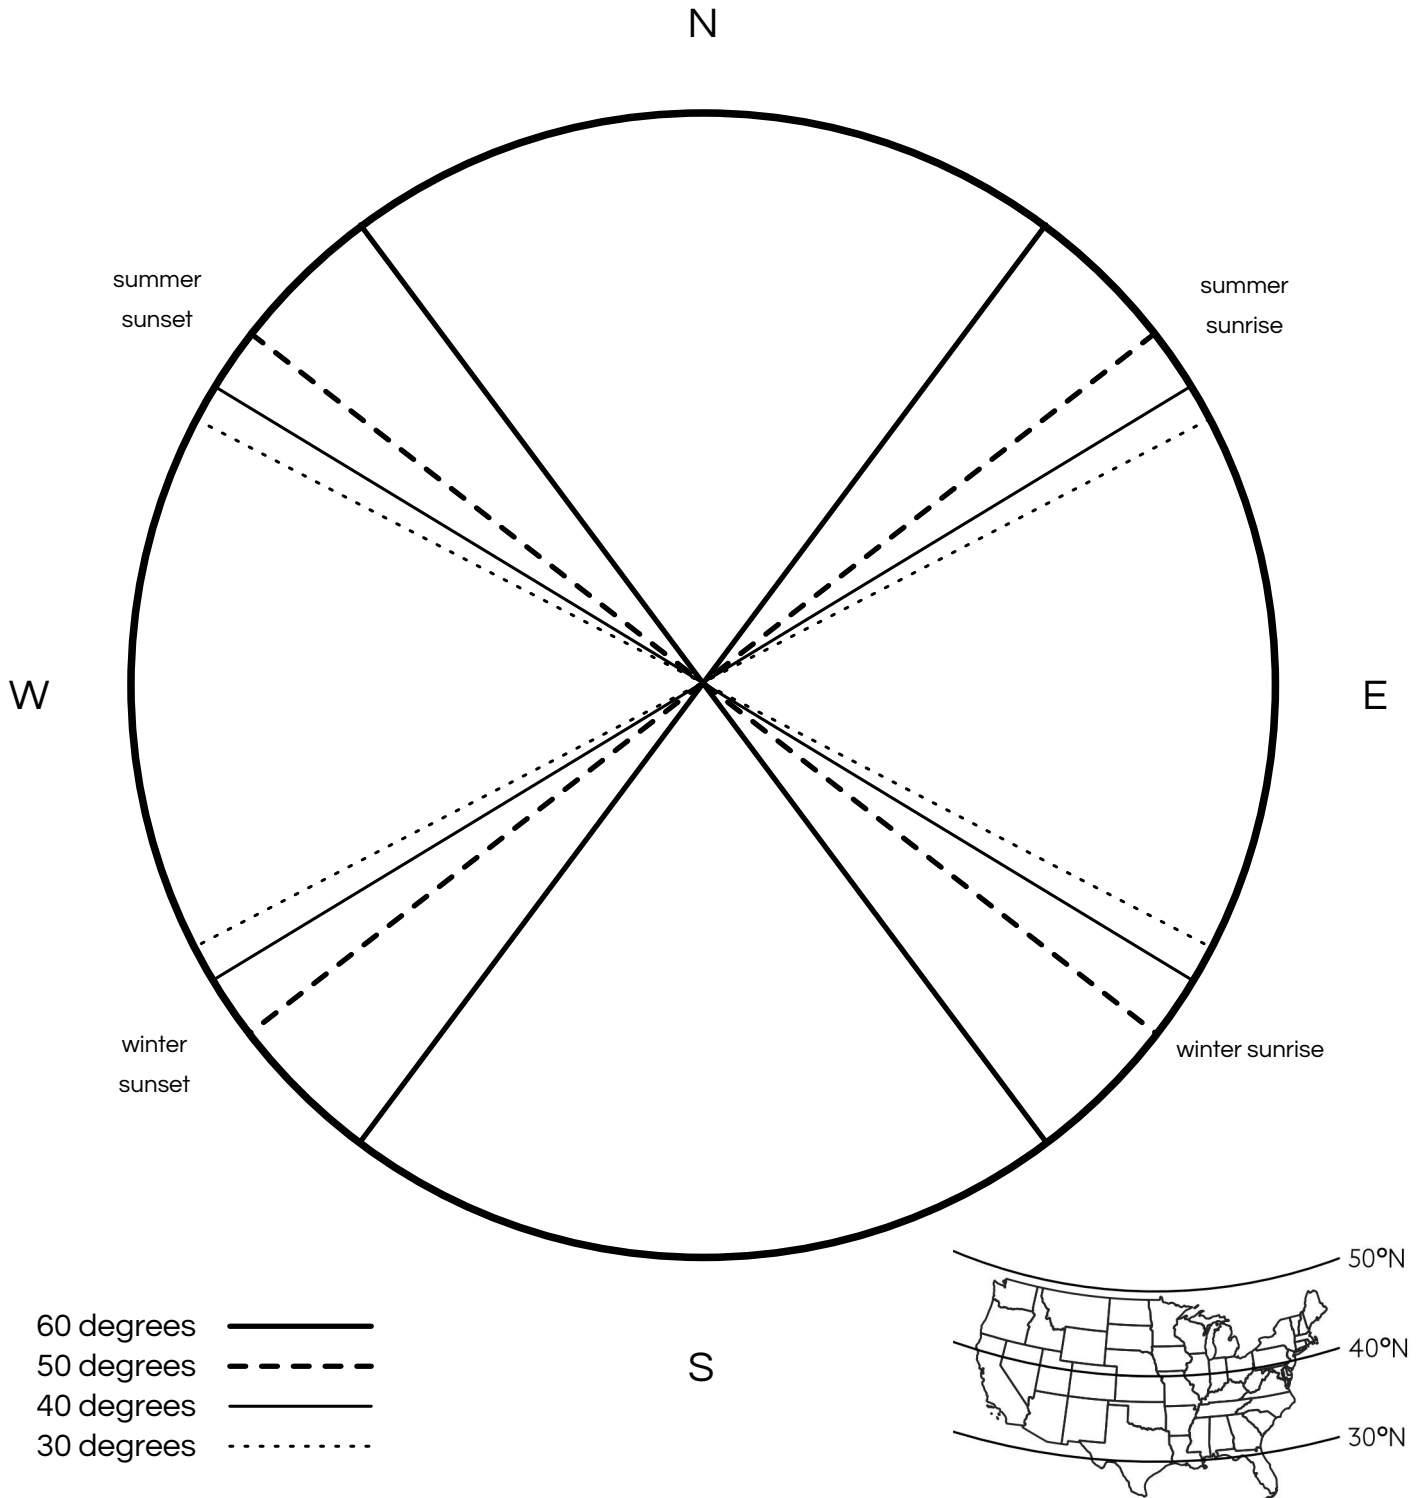 N
summer
sunset
summer
sunrise
W
E
winter
sunset
winter sunrise
S
60 degrees
50 degrees
40 degrees
30 degrees
50°N
40°N
30°N